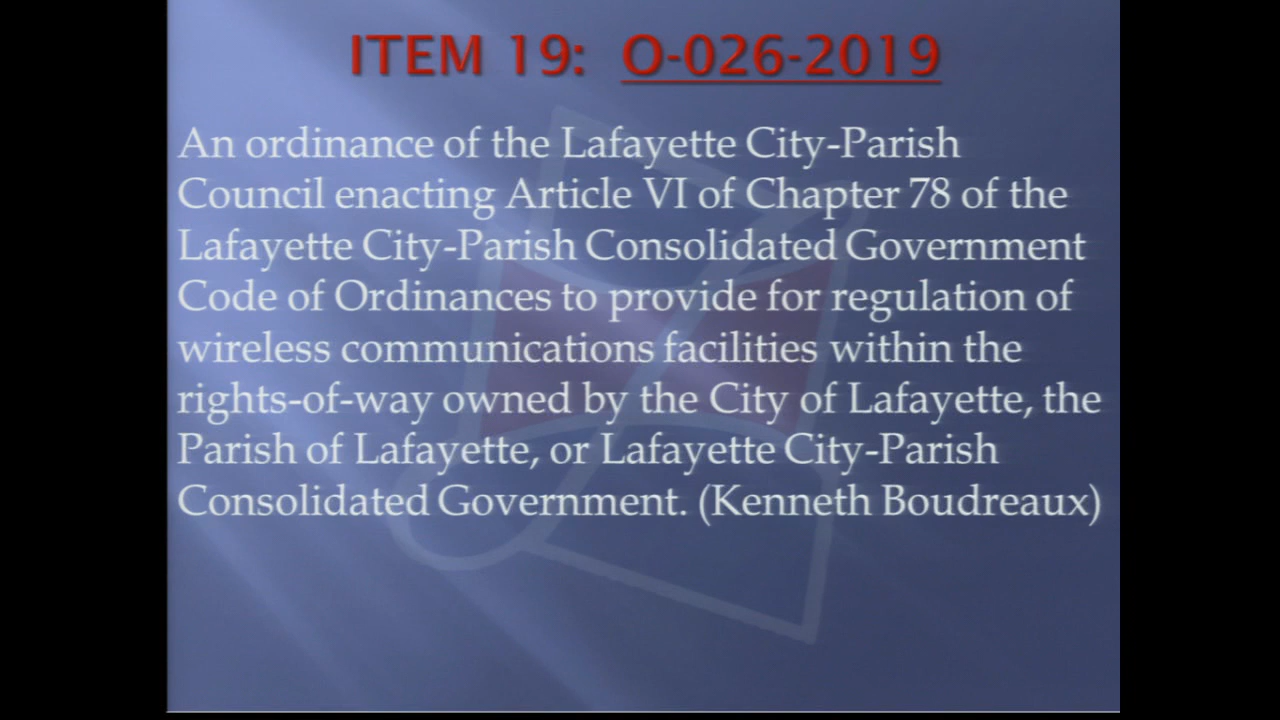 ITEM 19: O-026-2019
An ordinance of the Lafayette City-Parish
Council enacting Article VI of Chapter 78 of the
Lafayette City-Parish Consolidated Government
Code of Ordinances to provide for regulation of
wireless communications facilities within the
rights-of-way owned by the City of Lafayette, the
Parish of Lafayette, or Lafayette City-Parish
Consolidated Government. (Kenneth Boudreaux)